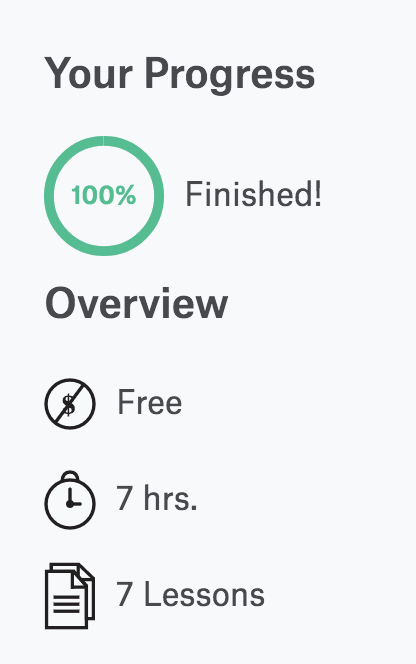 Your Progress
100% Finished!
Overview
$ Free
7 hrs.
7 Lessons